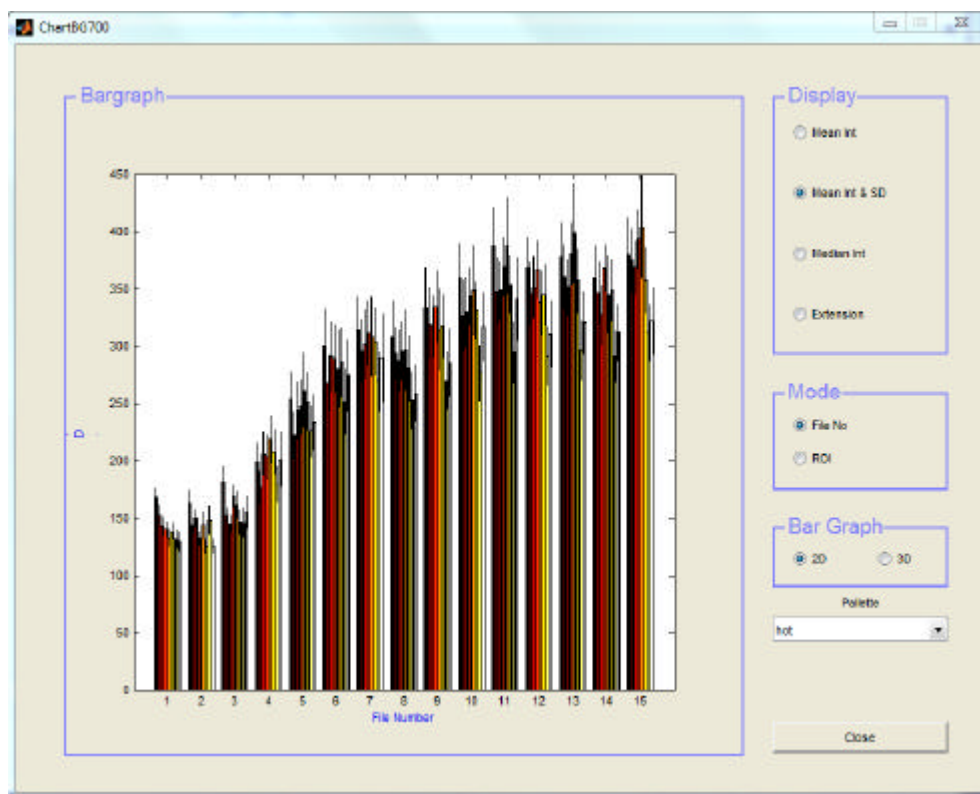 ChartBG700
Bargraph
450
400
350
300
250
200
150
100
50
0
D
1 2 3 4 5 6 7 8 9 10 11 12 13 14 15
File Number
Display
Mean Int
Mean Int & SD
Median Int
Extension
Mode
File No
ROI
Bar Graph
2D 3D
Pallette
hot
Close